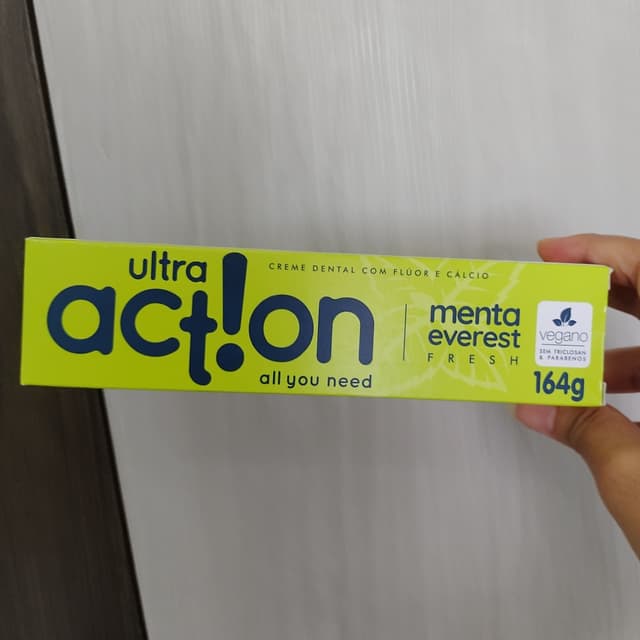 ultra
act!on
CREME DENTAL COM FLÚOR E CÁLCIO
all you need
menta
everest
FRESH
vegano
SEM TRICLOSAN
& PARABENOS
164g